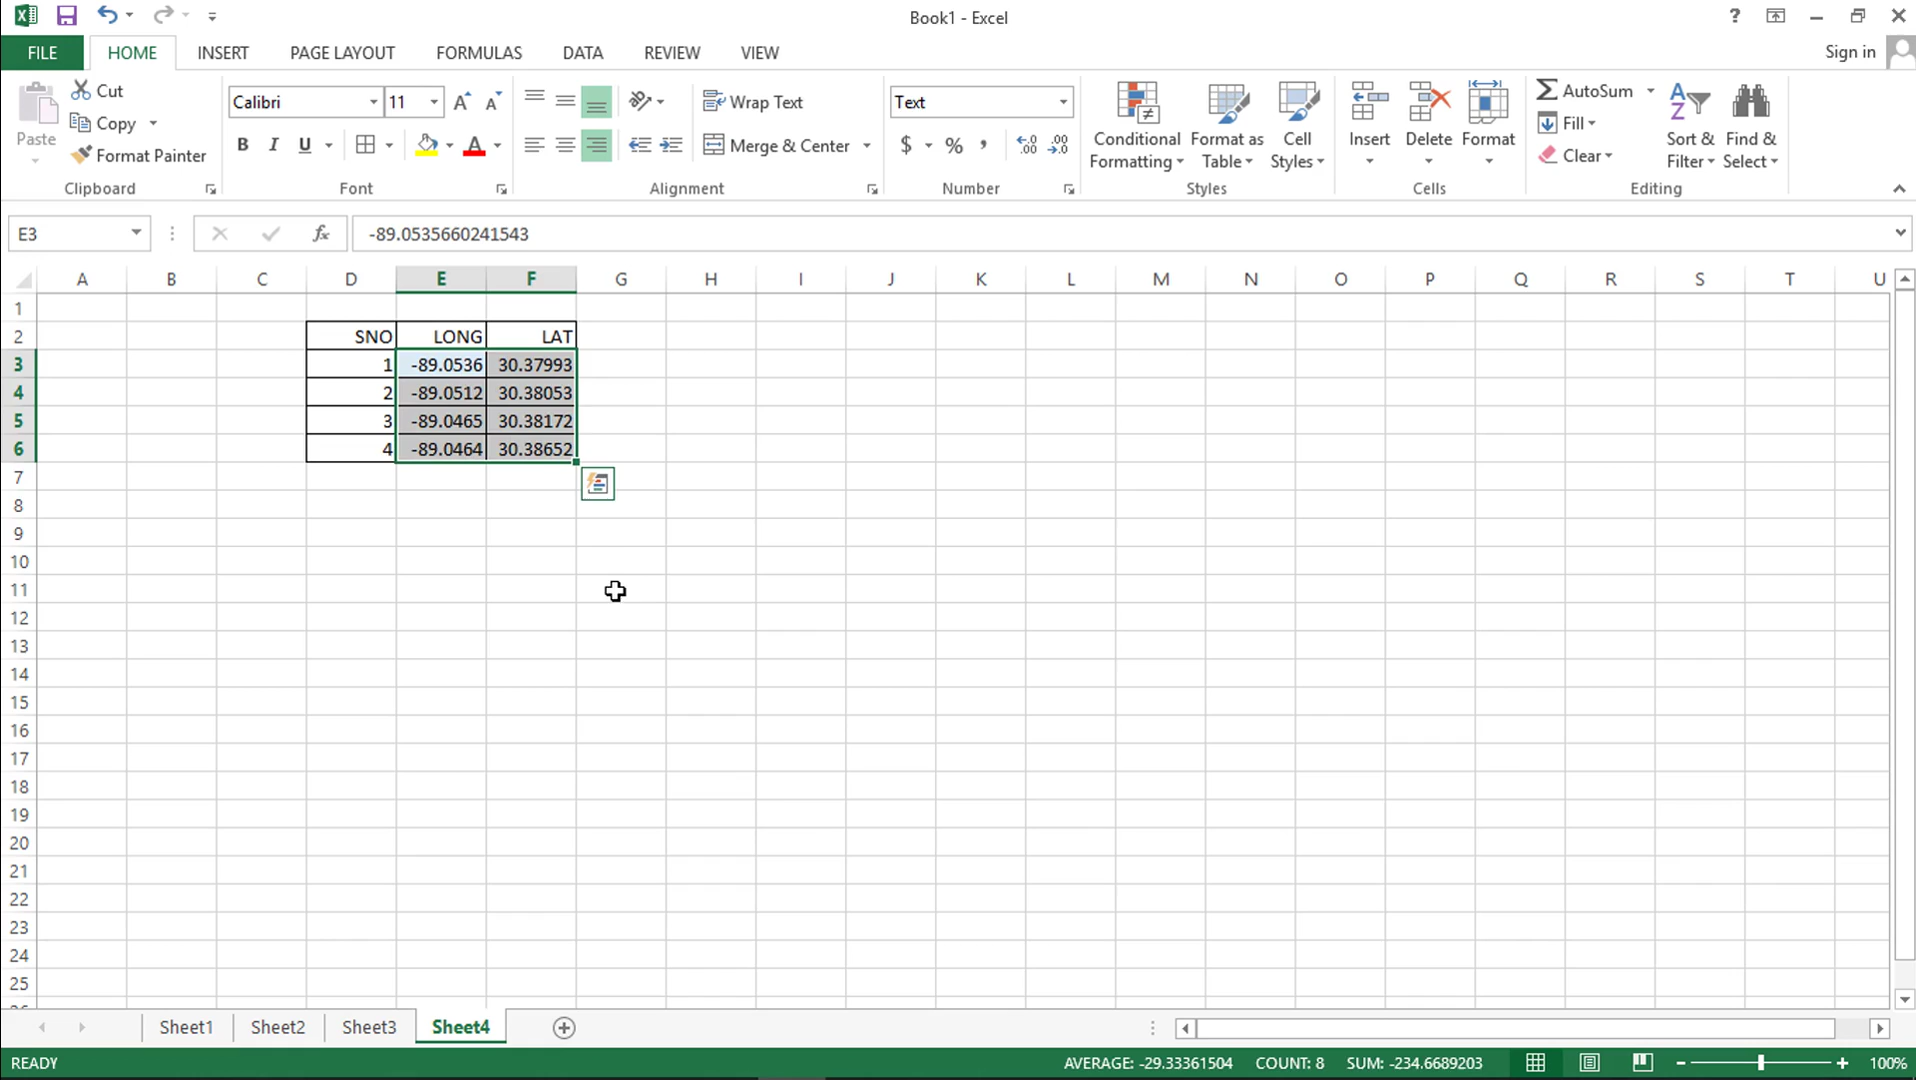 Book1 - Excel
?
FILE HOME INSERT PAGE LAYOUT FORMULAS DATA REVIEW VIEW
Sign in
Paste
Cut
Copy
Format Painter
Clipboard
Calibri 11
B I U A
Font
Wrap Text
Merge & Center
Alignment
Text
$ % ,
Number
Conditional Formatting
Format as Table
Cell Styles
Styles
Insert Delete Format
Cells
AutoSum
Fill
Clear
Sort & Filter
Find & Select
Editing
E3 fx -89.0535660241543
A B C D E F G H I J K L M N O P Q R S T U
1
2 SNO LONG LAT
3 1 -89.0536 30.37993
4 2 -89.0512 30.38053
5 3 -89.0465 30.38172
6 4 -89.0464 30.38652
7
8
9
10
11
12
13
14
15
16
17
18
19
20
21
22
23
24
25
Sheet1 Sheet2 Sheet3 Sheet4
READY AVERAGE: -29.33361504 COUNT: 8 SUM: -234.6689203 100%